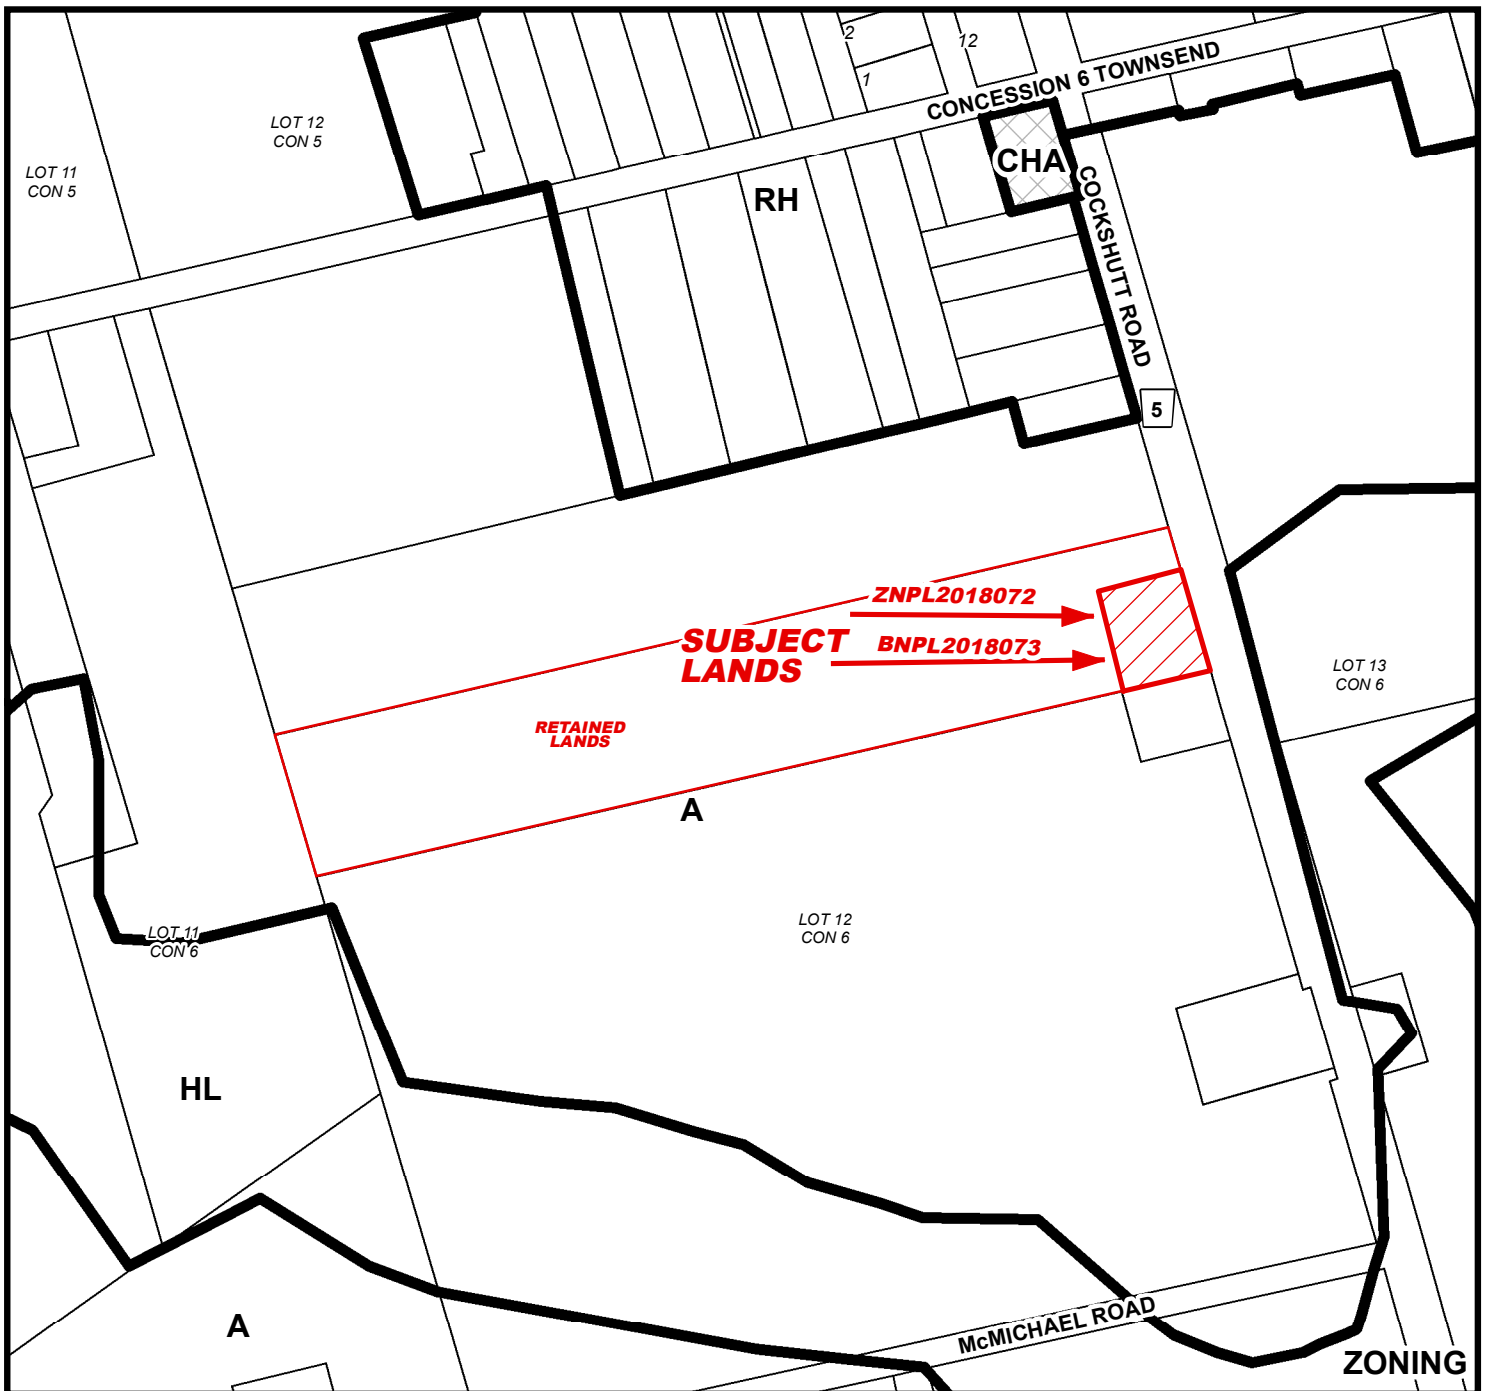 2
12
1
CONCESSION 6 TOWNSEND
LOT 12
CON 5
LOT 11
CON 5
CHA
RH
COCKSHUTT ROAD
5
ZNPL2018072
SUBJECT
LANDS
BNPL2018073
LOT 13
CON 6
RETAINED
LANDS
A
LOT 12
CON 6
LOT 11
CON 6
HL
A
McMICHAEL ROAD
ZONING